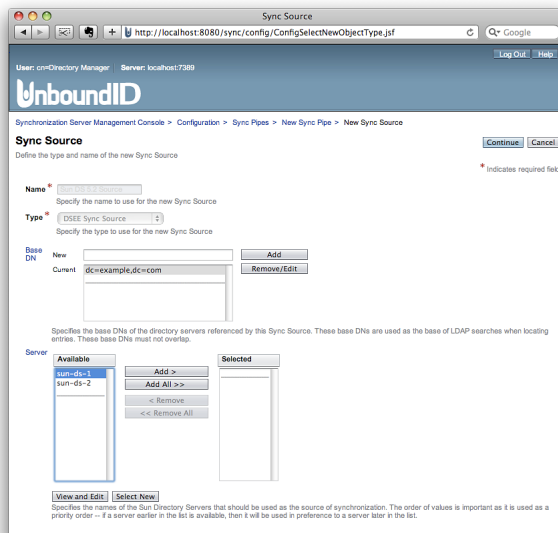 Sync Source
http://localhost:8080/sync/config/ConfigSelectNewObjectType.jsf
Google
Log Out Help
User: cn=Directory Manager Server: localhost:7389
UnboundID
Synchronization Server Management Console > Configuration > Sync Pipes > New Sync Pipe > New Sync Source
Sync Source
Continue Cancel
Define the type and name of the new Sync Source
* Indicates required field
Name *
Specify the name to use for the new Sync Source
Type * DSEE Sync Source
Specify the type to use for the new Sync Source
Base DN
New Add
Current dc=example,dc=com Remove/Edit
Specifies the base DNs of the directory servers referenced by this Sync Source. These base DNs are used as the base of LDAP searches when locating
entries. These base DNs must not overlap.
Server
Available Selected
sun-ds-1 Add >
sun-ds-2 Add All >>
< Remove
<< Remove All
View and Edit Select New
Specifies the names of the Sun Directory Servers that should be used as the source of synchronization. The order of values is important as it is used as a
priority order -- if a server earlier in the list is available, then it will be used in preference to a server later in the list.